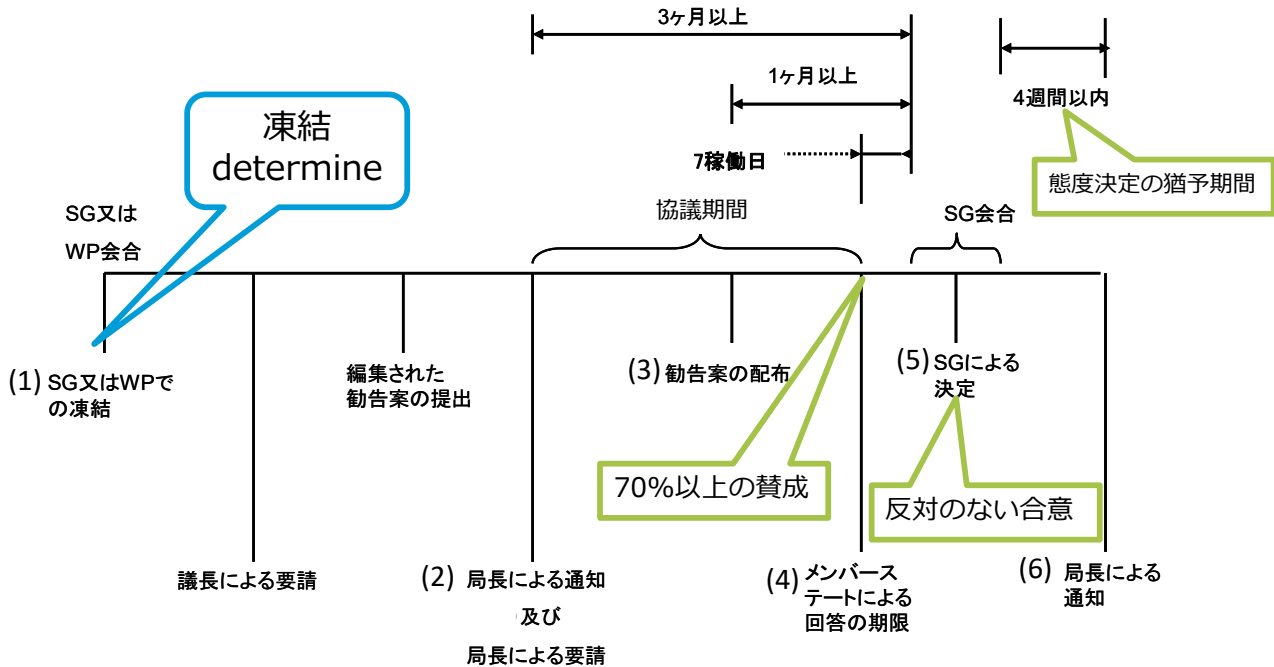 3ヶ月以上
1ヶ月以上
4週間以内
7稼働日
凍結
determine
態度決定の猶予期間
SG又は
WP会合
協議期間
SG会合
(1) SG又はWPで
の凍結
編集された
勧告案の提出
(3) 勧告案の配布
(5) SGによる
決定
70%以上の賛成
反対のない合意
議長による要請
(2) 局長による通知
及び
局長による要請
(4) メンバース
テートによる
回答の期限
(6) 局長による
通知